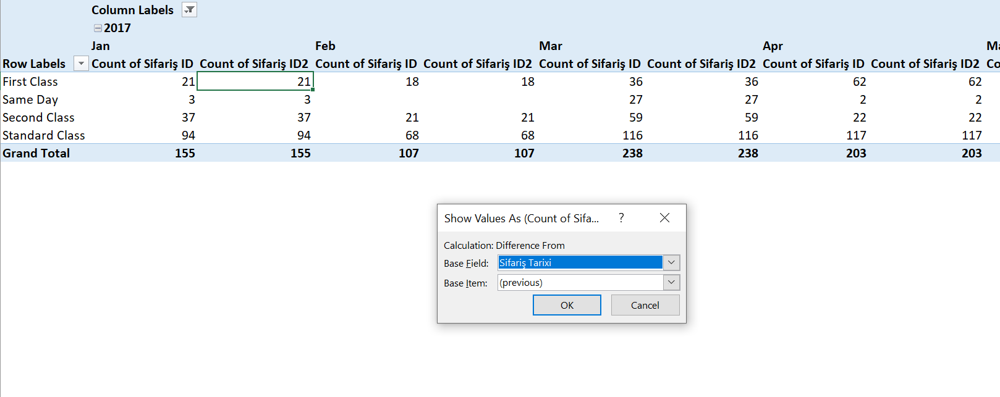 Column Labels
2017
Jan Feb Mar Apr
Row Labels Count of Sifariş ID Count of Sifariş ID2 Count of Sifariş ID Count of Sifariş ID2 Count of Sifariş ID Count of Sifariş ID2 Count of Sifariş ID Count of Sifariş ID2
First Class 21 21 18 18 36 36 62 62
Same Day 3 3 27 27 2 2
Second Class 37 37 21 21 59 59 22 22
Standard Class 94 94 68 68 116 116 117 117
Grand Total 155 155 107 107 238 238 203 203
Show Values As (Count of Sifa... ?
Calculation: Difference From
Base Field: Sifariş Tarixi
Base Item: (previous)
OK Cancel